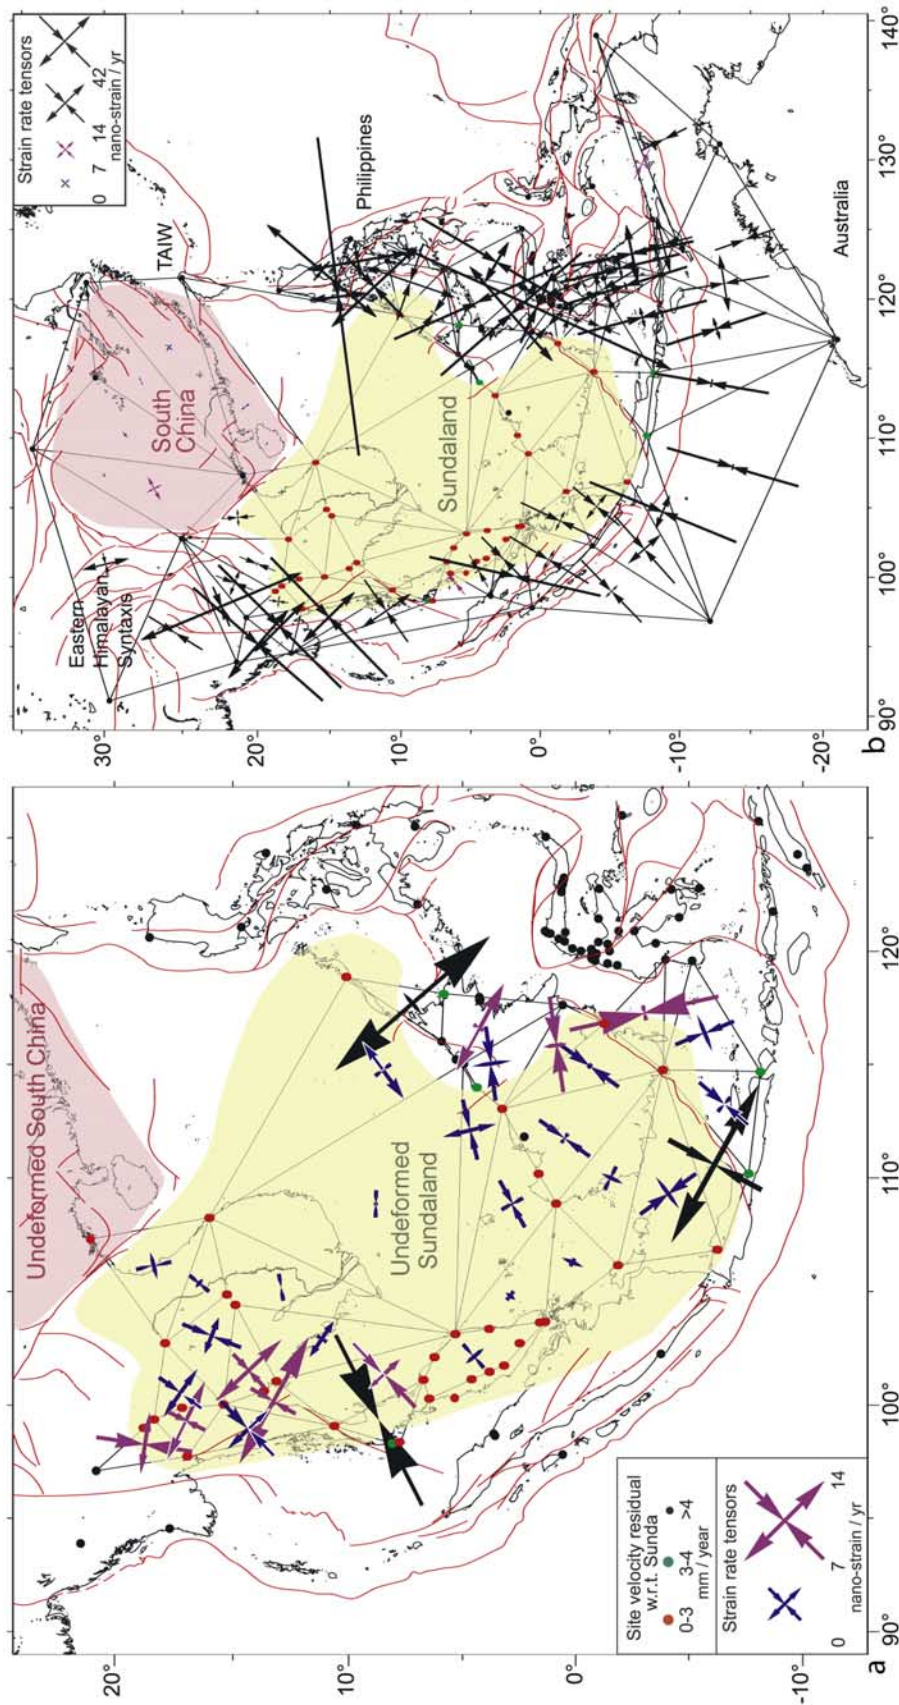 Undeformed South China
Undeformed
Sundaland
20°
10°
0°
-10°
90°
100°
110°
120°
Site velocity residual
w.r.t. Sunda
0-3
3-4
>4
mm / year
Strain rate tensors
0
7
14
nano-strain / yr
a
Strain rate tensors
0
7
14
42
nano-strain / yr
TAIW
Philippines
South
China
Sundaland
Eastern
Himalayan
Syntaxis
Australia
30°
20°
10°
0°
-10°
-20°
90°
100°
110°
120°
130°
140°
b